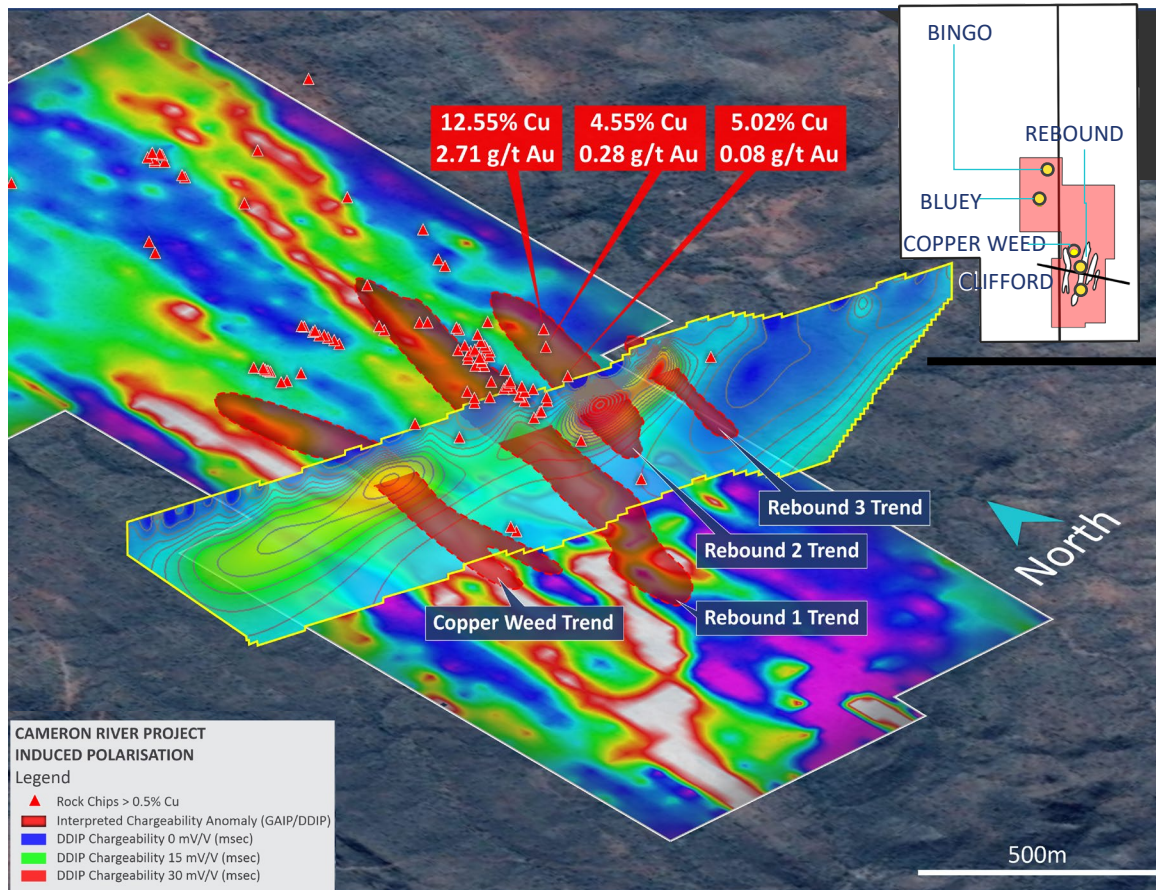 BINGO
REBOUND
BLUEY
COPPER WEED
CLIFFORD
12.55% Cu
2.71 g/t Au
4.55% Cu
0.28 g/t Au
5.02% Cu
0.08 g/t Au
Rebound 3 Trend
Rebound 2 Trend
Rebound 1 Trend
Copper Weed Trend
North
CAMERON RIVER PROJECT
INDUCED POLARISATION
Legend
Rock Chips > 0.5% Cu
Interpreted Chargeability Anomaly (GAIP/DDIP)
DDIP Chargeability 0 mV/V (msec)
DDIP Chargeability 15 mV/V (msec)
DDIP Chargeability 30 mV/V (msec)
500m